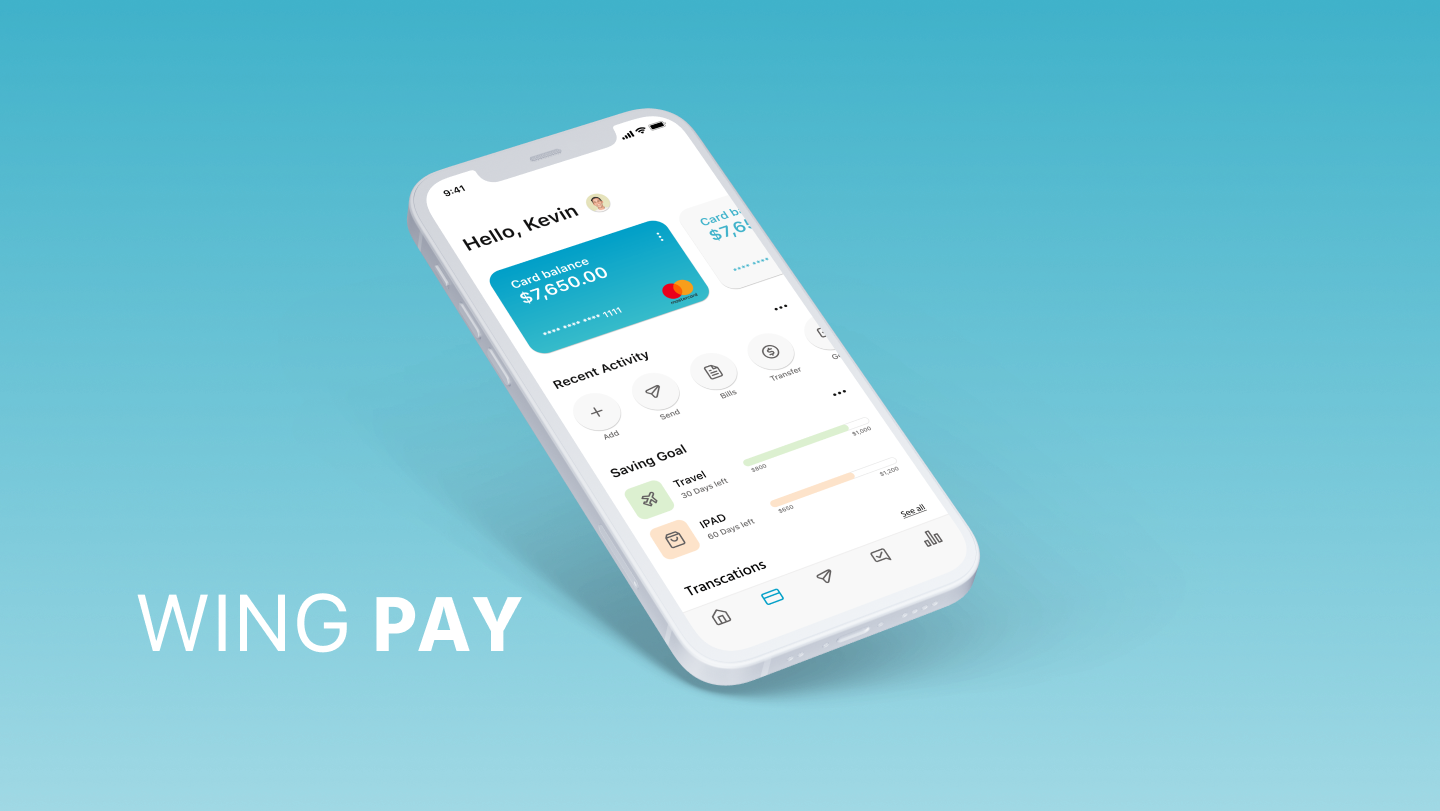 9:41
Hello, Kevin
Card balance
$7,650.00
**** **** **** 1111
mastercard
Card b
$7,6
**** ****
Recent Activity
Add
Send
Bills
Transfer
G
Saving Goal
Travel
30 Days left
$800
$1,000
IPAD
60 Days left
$650
$1,200
Transcations
See all
WING PAY